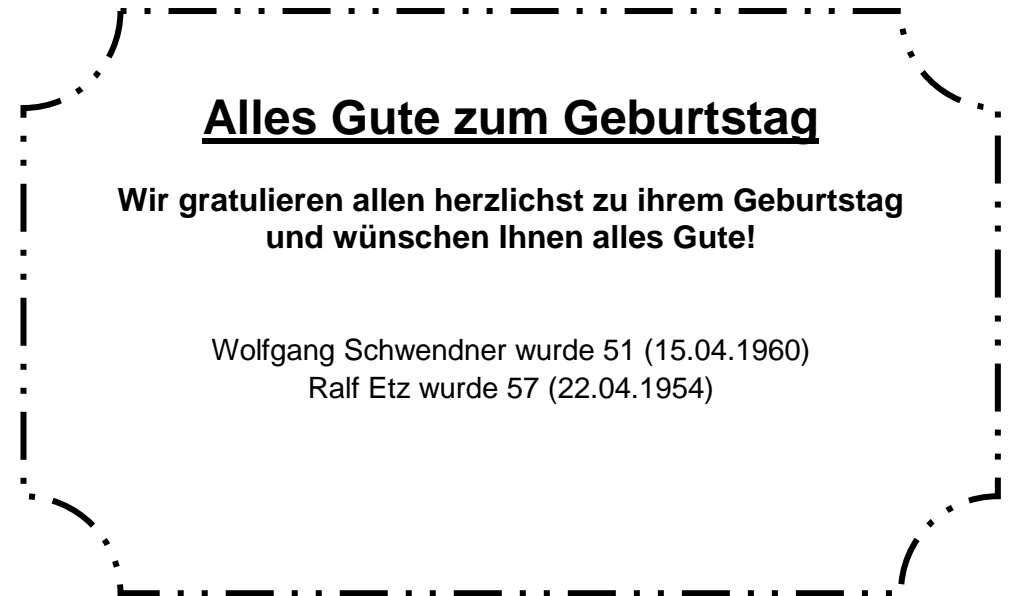 Alles Gute zum Geburtstag
Wir gratulieren allen herzlichst zu ihrem Geburtstag
und wünschen Ihnen alles Gute!
Wolfgang Schwendner wurde 51 (15.04.1960)
Ralf Etz wurde 57 (22.04.1954)